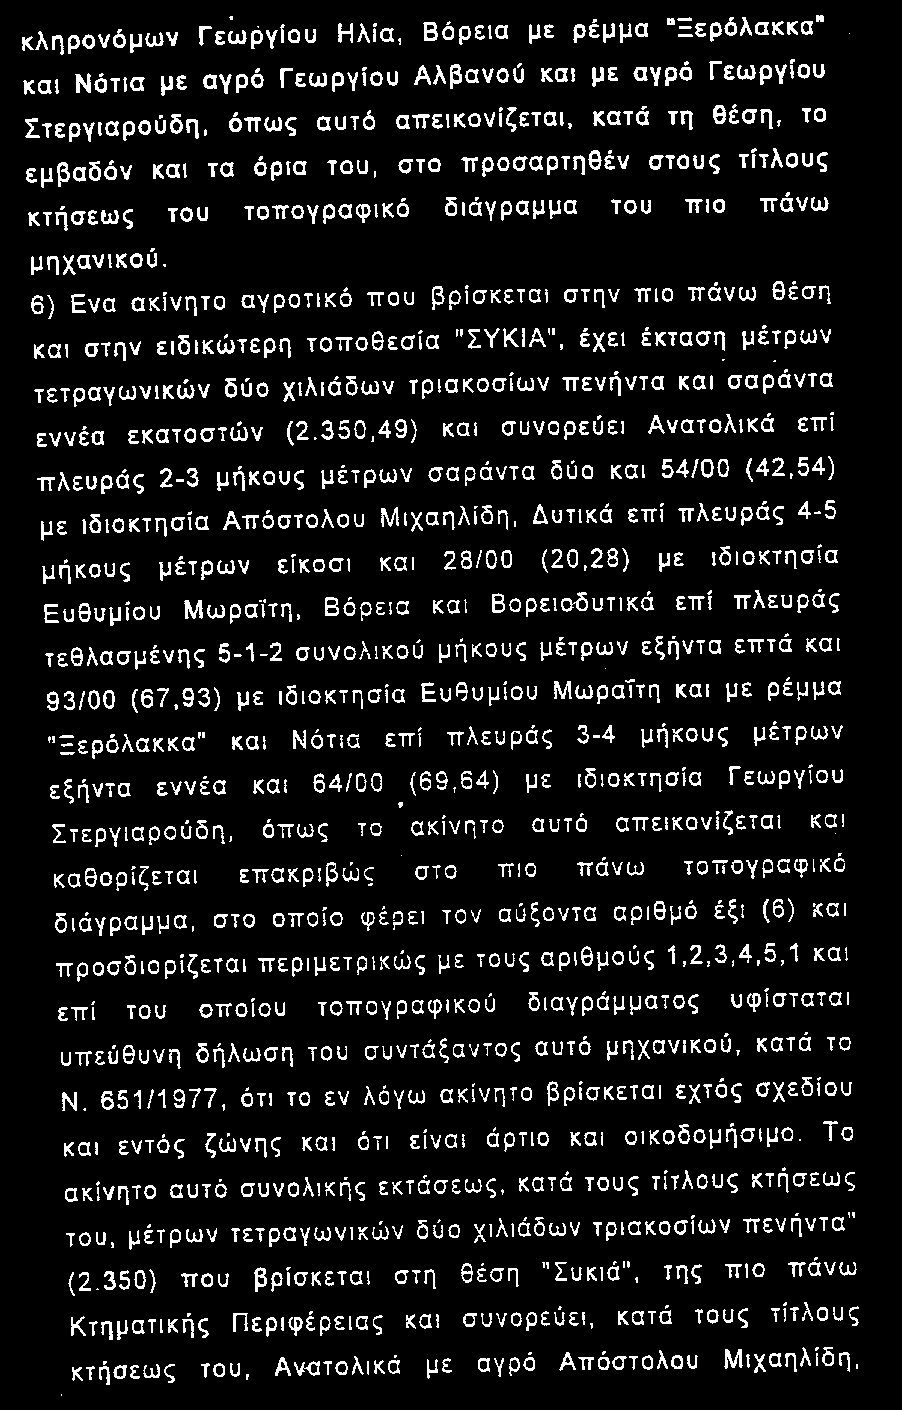 κληρονόμων Γεωργίου Ηλία, Βόρεια με ρέμμα "Ξερόλακκα"
και Νότια με αγρό Γεωργίου Αλβανού και με αγρό Γεωργίου
Στεργιαρούδη, όπως αυτό απεικονίζεται, κατά τη θέση, το
εμβαδόν και τα όρια του, στο προσαρτηθέν στους τίτλους
κτήσεως του τοπογραφικό διάγραμμα του πιο πάνω
μηχανικού.
6) Ενα ακίνητο αγροτικό που βρίσκεται στην πιο πάνω θέση
και στην ειδικώτερη τοποθεσία "ΣΥΚΙΑ", έχει έκταση μέτρων
τετραγωνικών δύο χιλιάδων τριακοσίων πενήντα και σαράντα
εννέα εκατοστών (2.350,49) και συνορεύει Ανατολικά επί
πλευράς 2-3 μήκους μέτρων σαράντα δύο και 54/00 (42,54)
με ιδιοκτησία Απόστολου Μιχαηλίδη, Δυτικά επί πλευράς 4-5
μήκους μέτρων είκοσι και 28/00 (20,28) με ιδιοκτησία
Ευθυμίου Μωραΐτη, Βόρεια και Βορειοδυτικά επί πλευράς
τεθλασμένης 5-1-2 συνολικού μήκους μέτρων εξήντα επτά και
93/00 (67,93) με ιδιοκτησία Ευθυμίου Μωραΐτη και με ρέμμα
"Ξερόλακκα" και Νότια επί πλευράς 3-4 μήκους μέτρων
εξήντα εννέα και 64/00 (69,64) με ιδιοκτησία Γεωργίου
Στεργιαρούδη, όπως το ακίνητο αυτό απεικονίζεται και
καθορίζεται επακριβώς στο πιο πάνω τοπογραφικό
διάγραμμα, στο οποίο φέρει τον αύξοντα αριθμό έξι (6) και
προσδιορίζεται περιμετρικώς με τους αριθμούς 1,2,3,4,5,1 και
επί του οποίου τοπογραφικού διαγράμματος υφίσταται
υπεύθυνη δήλωση του συντάξαντος αυτό μηχανικού, κατά το
Ν. 651/1977, ότι το εν λόγω ακίνητο βρίσκεται εχτός σχεδίου
και εντός ζώνης και ότι είναι άρτιο και οικοδομήσιμο. Το
ακίνητο αυτό συνολικής εκτάσεως, κατά τους τίτλους κτήσεως
του, μέτρων τετραγωνικών δύο χιλιάδων τριακοσίων πενήντα"
(2.350) που βρίσκεται στη θέση "Συκιά", της πιο πάνω
Κτηματικής Περιφέρειας και συνορεύει, κατά τους τίτλους
κτήσεως του, Ανατολικά με αγρό Απόστολου Μιχαηλίδη,